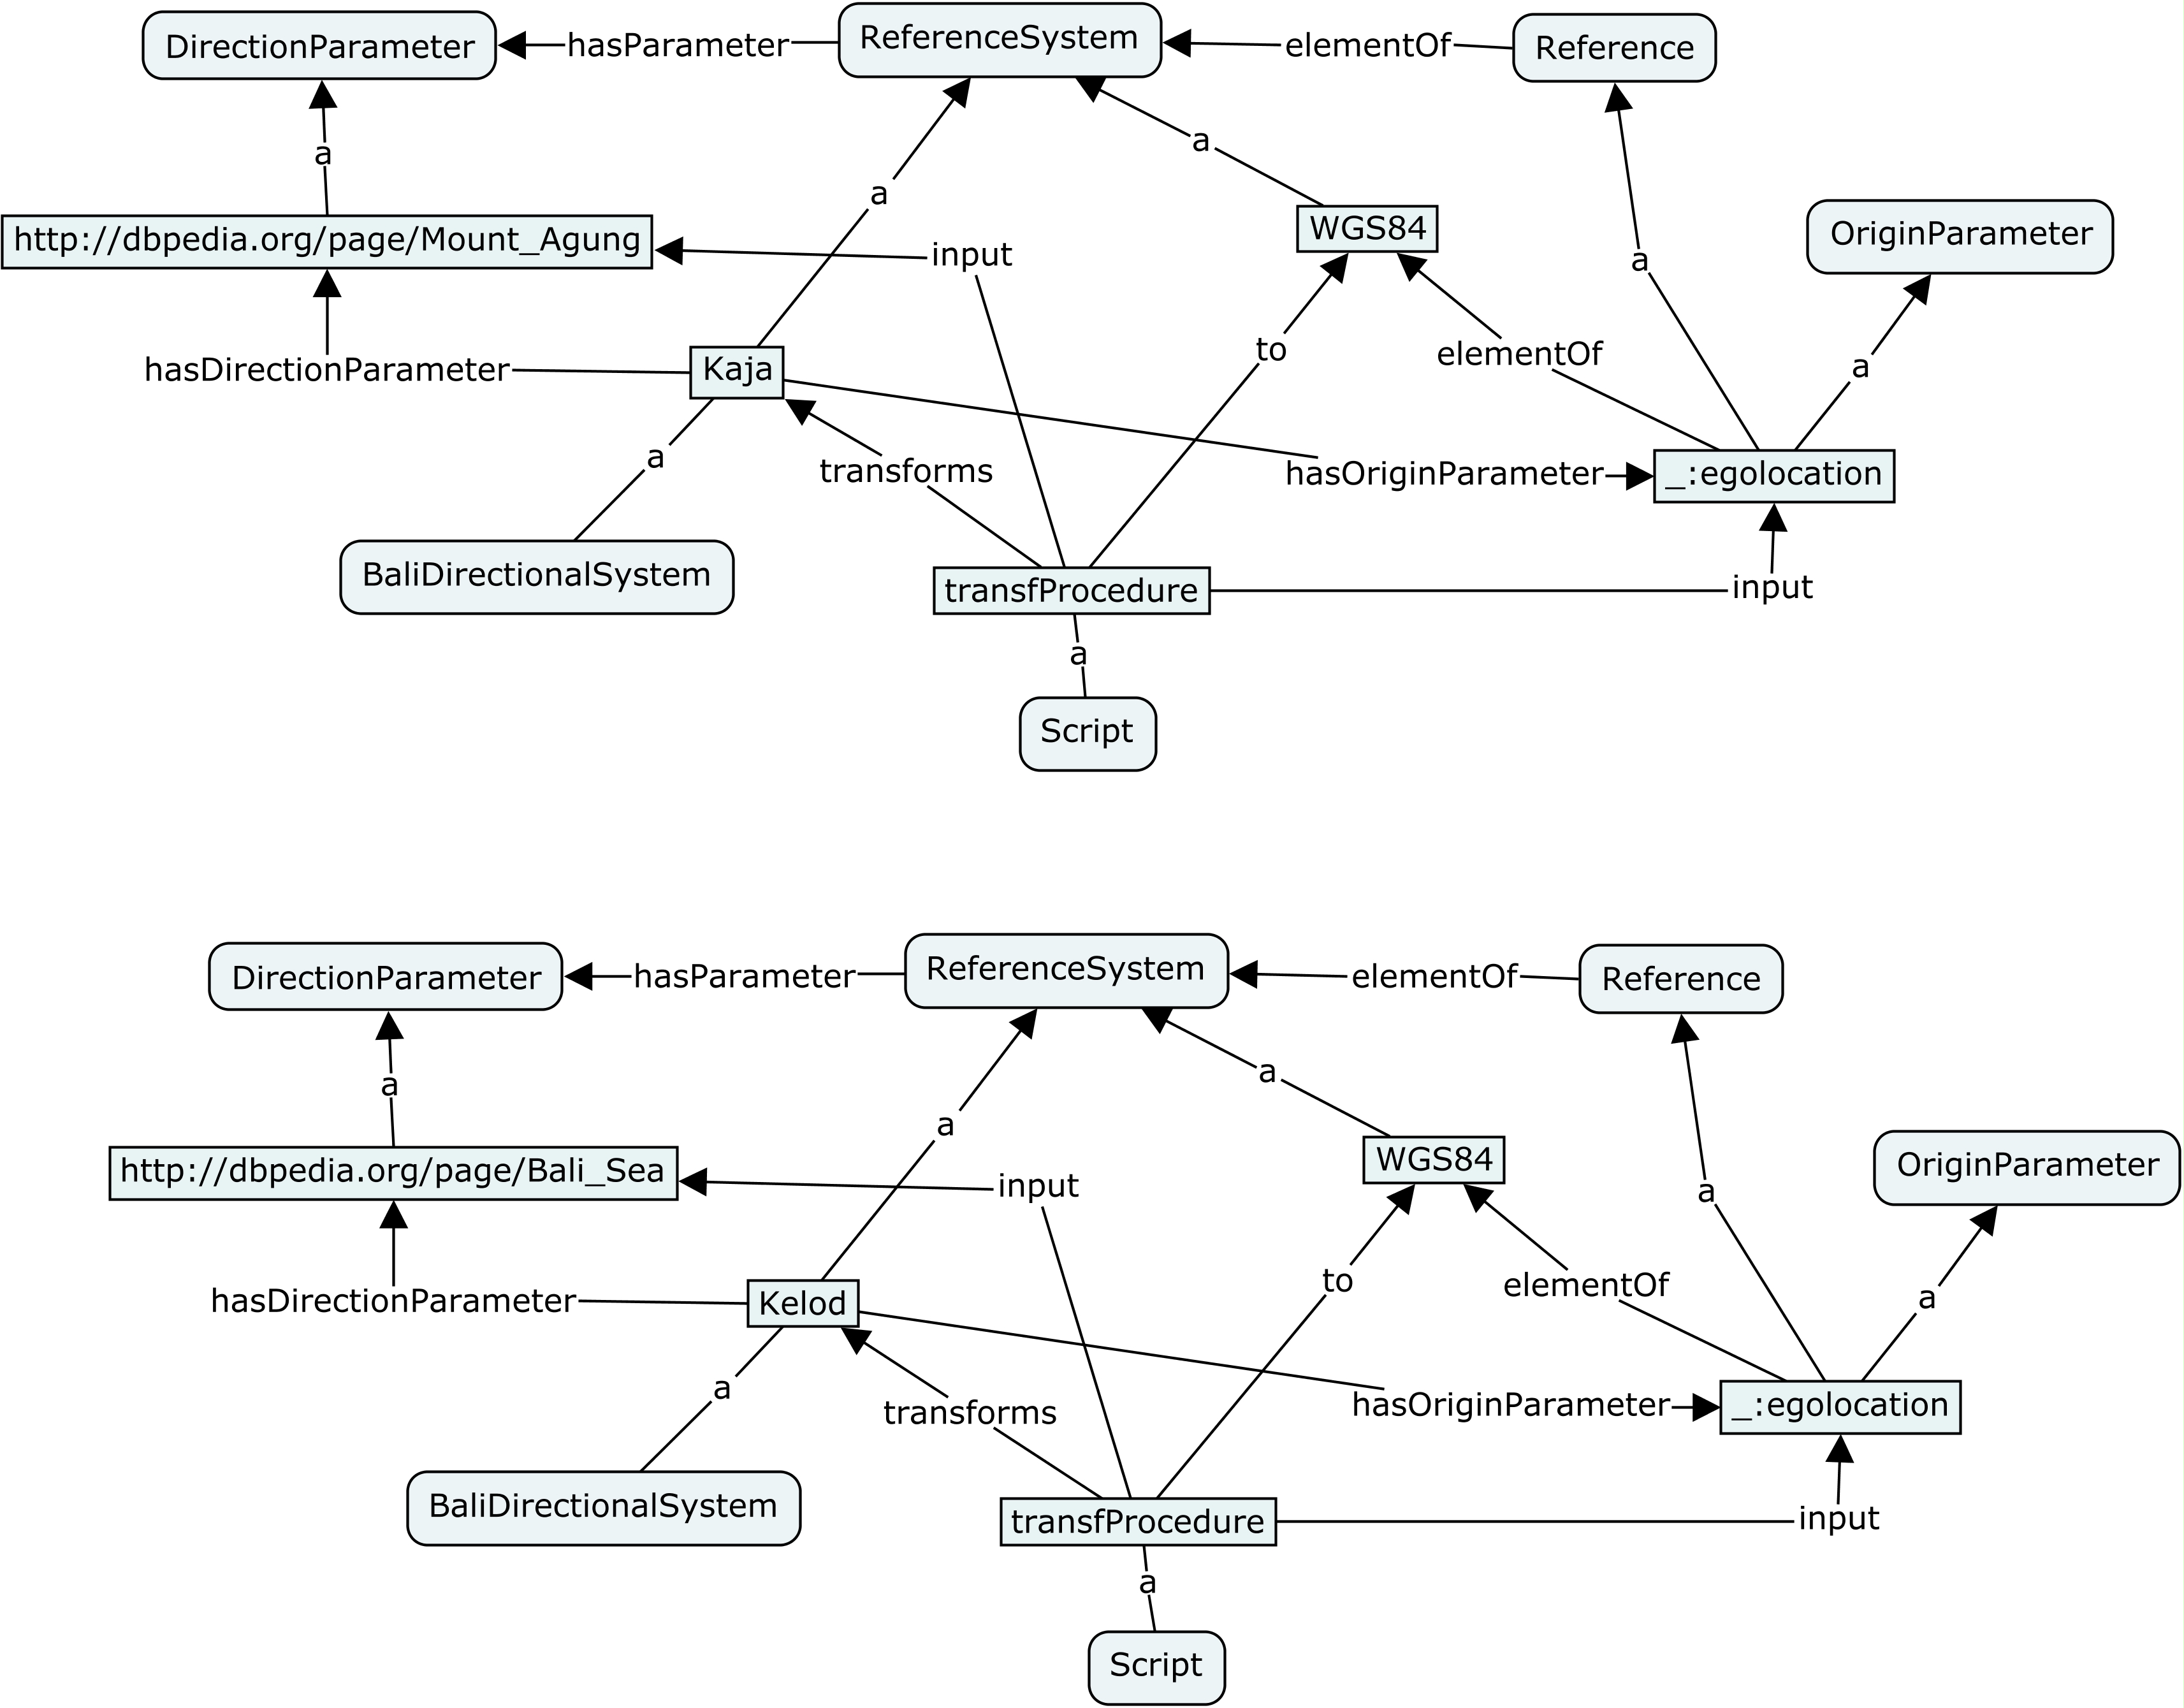 DirectionParameter
hasParameter
ReferenceSystem
elementOf
Reference
a
a
a
http://dbpedia.org/page/Mount_Agung
input
WGS84
a
OriginParameter
hasDirectionParameter
Kaja
to
elementOf
a
a
transforms
hasOriginParameter
_:egolocation
BaliDirectionalSystem
transfProcedure
input
a
Script
DirectionParameter
hasParameter
ReferenceSystem
elementOf
Reference
a
a
a
http://dbpedia.org/page/Bali_Sea
input
WGS84
a
OriginParameter
hasDirectionParameter
Kelod
to
elementOf
a
a
transforms
hasOriginParameter
_:egolocation
BaliDirectionalSystem
transfProcedure
input
a
Script